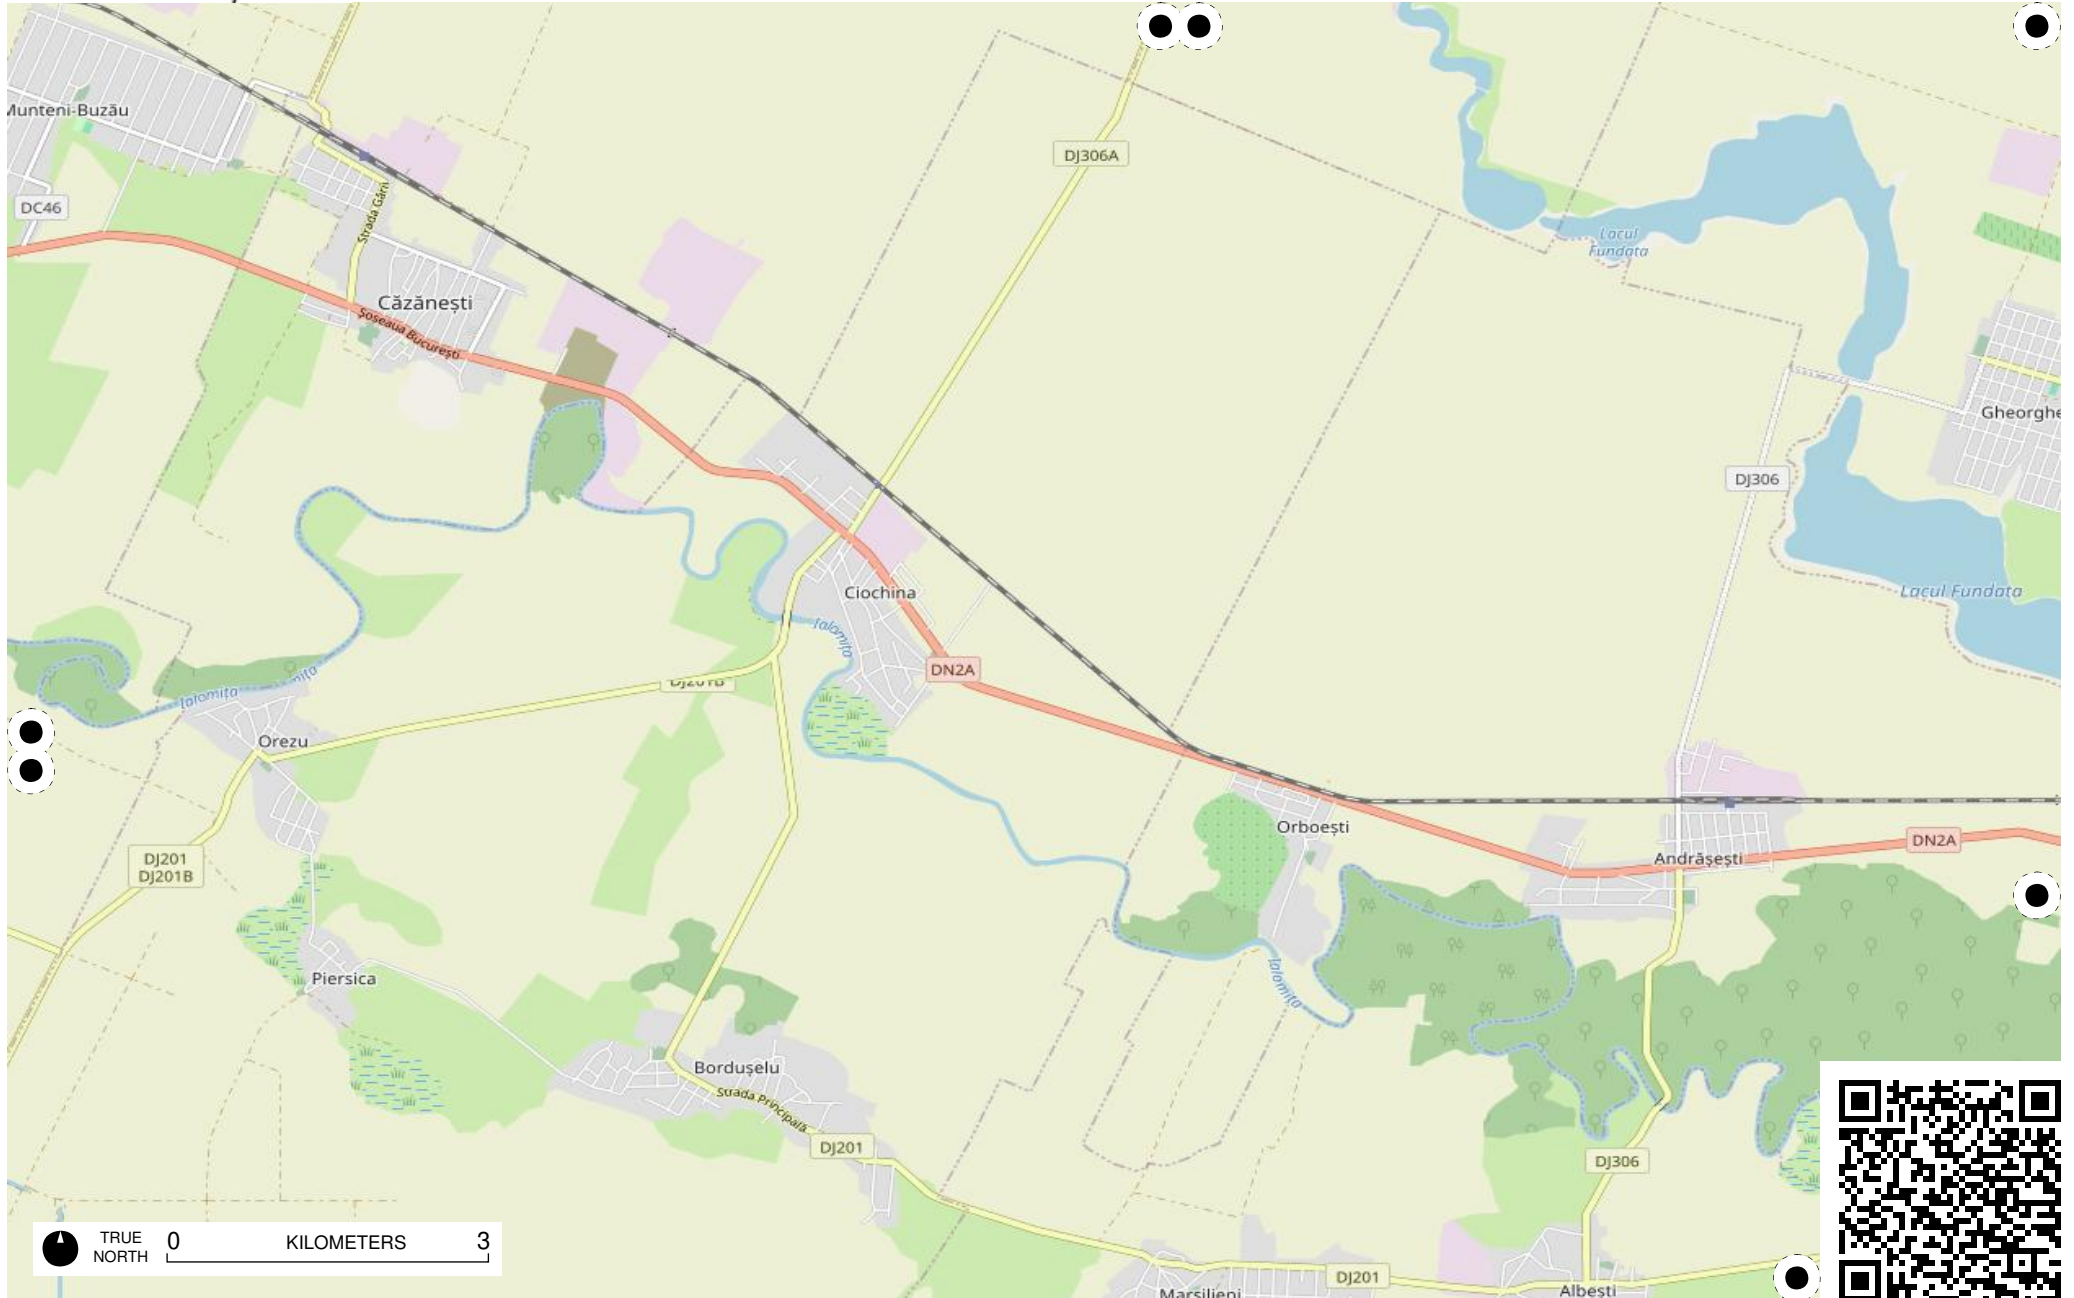 Munteni-Buzău
DJ306A
DC46
Strada Gării
Lacul
Fundata
Căzănești
Șoseaua București
Gheorghe
DJ306
Ciochina
Lacul Fundata
Ialomița
DN2A
DJ201B
Ialomița
Orezu
Orboești
DN2A
Andrășești
DJ201
DJ201B
Piersica
Ialomița
Bordușelu
Strada Principală
DJ201
DJ306
TRUE
NORTH
0 KILOMETERS 3
DJ201
Marsilieni
Albești